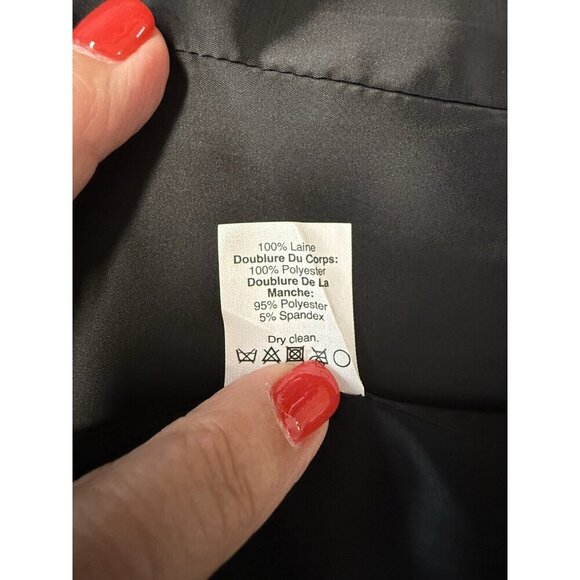 100% Laine
Doublure Du Corps:
100% Polyester
Doublure De La
Manche:
95% Polyester
5% Spandex
Dry clean.